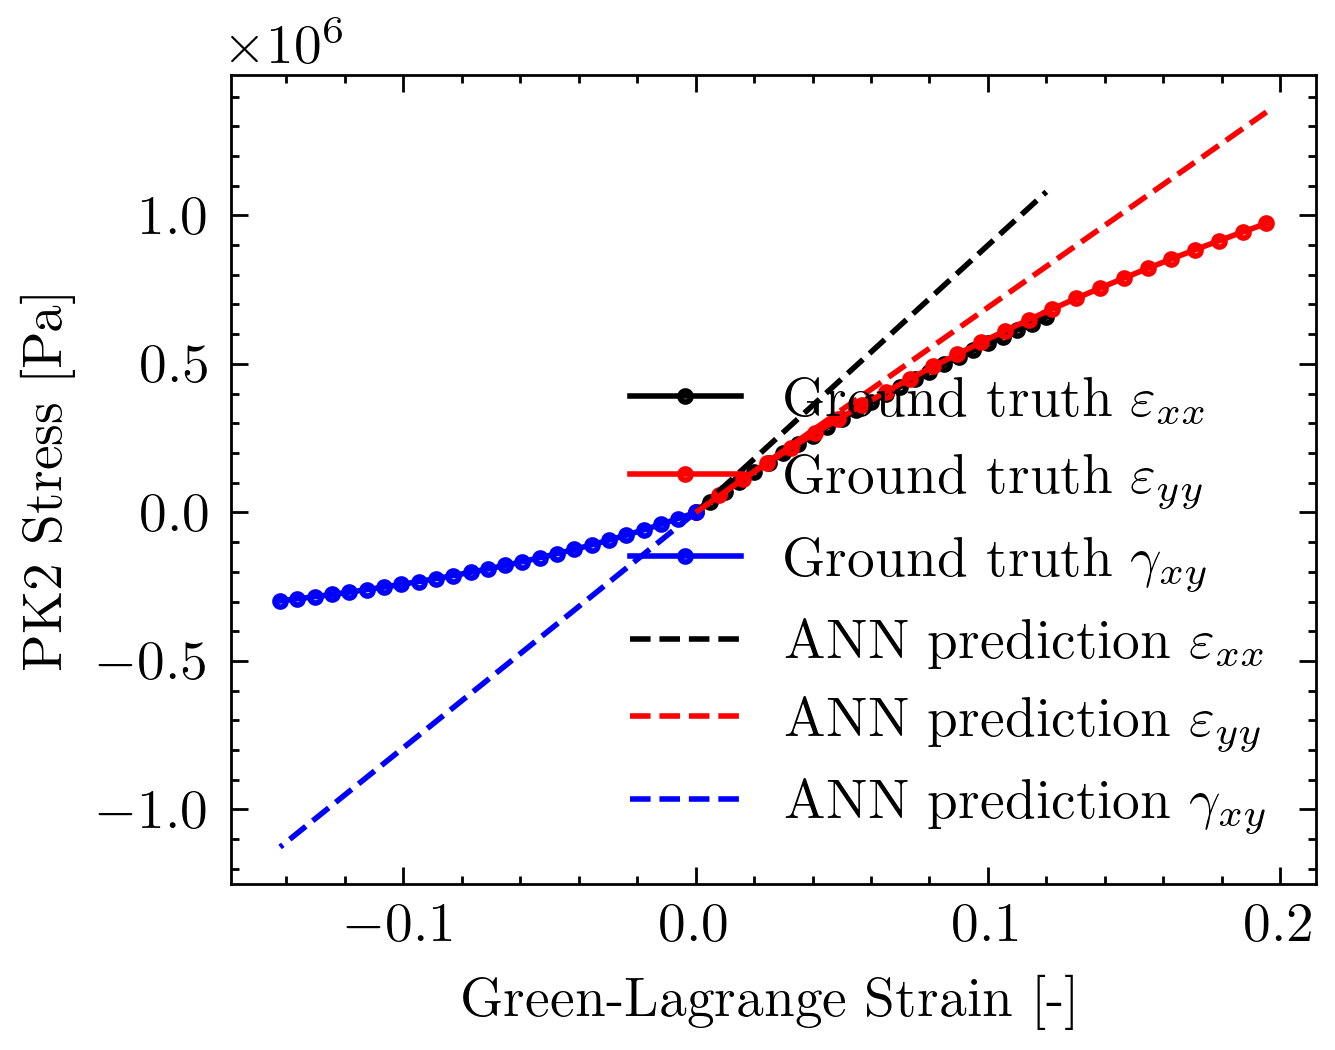 ×10⁶
1.0
0.5
0.0
−0.5
−1.0
PK2 Stress [Pa]
Ground truth εxx
Ground truth εyy
Ground truth γxy
ANN prediction εxx
ANN prediction εyy
ANN prediction γxy
−0.1
0.0
0.1
0.2
Green-Lagrange Strain [-]